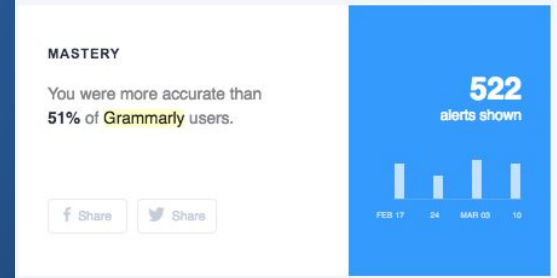 MASTERY
You were more accurate than
51% of Grammarly users.
f Share
Share
522
alerts shown
FEB 17 24 MAR 03 10